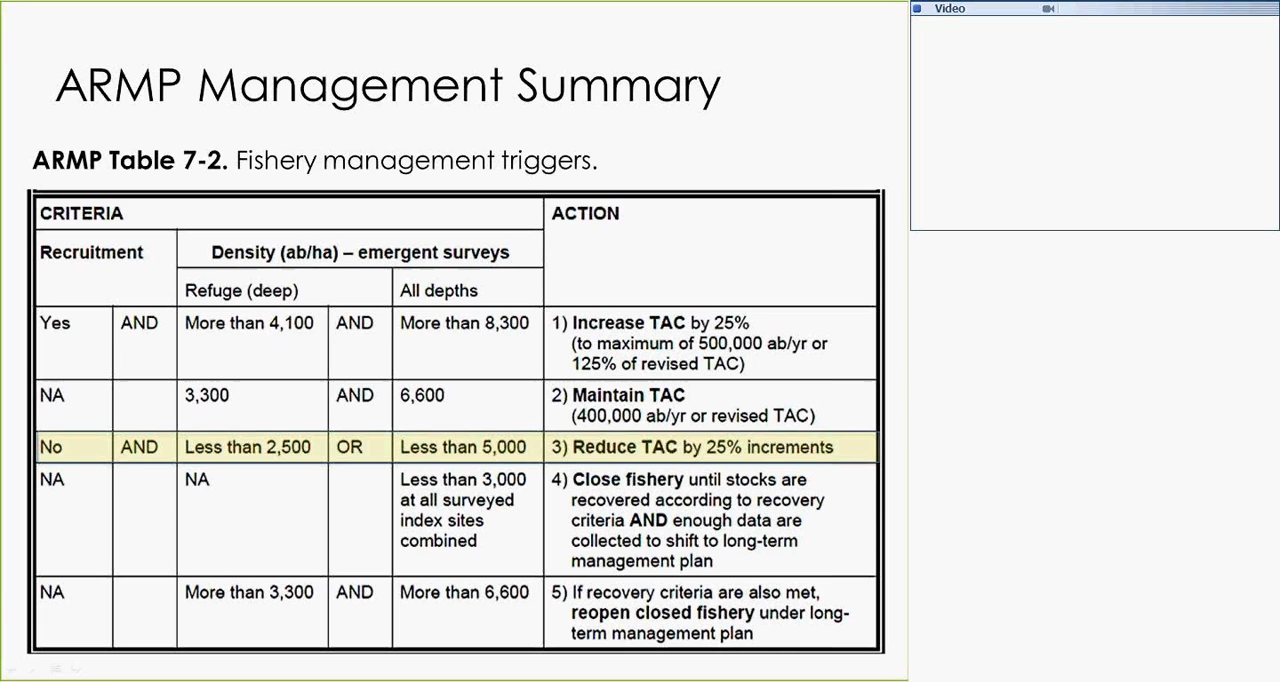 Video
ARMP Management Summary
ARMP Table 7-2. Fishery management triggers.
CRITERIA
ACTION
Recruitment
Density (ab/ha) – emergent surveys
Refuge (deep)
All depths
Yes AND More than 4,100 AND More than 8,300 1) Increase TAC by 25%
(to maximum of 500,000 ab/yr or
125% of revised TAC)
NA 3,300 AND 6,600 2) Maintain TAC
(400,000 ab/yr or revised TAC)
No AND Less than 2,500 OR Less than 5,000 3) Reduce TAC by 25% increments
NA NA Less than 3,000 4) Close fishery until stocks are
at all surveyed recovered according to recovery
index sites criteria AND enough data are
combined collected to shift to long-term
management plan
NA More than 3,300 AND More than 6,600 5) If recovery criteria are also met,
reopen closed fishery under long-
term management plan